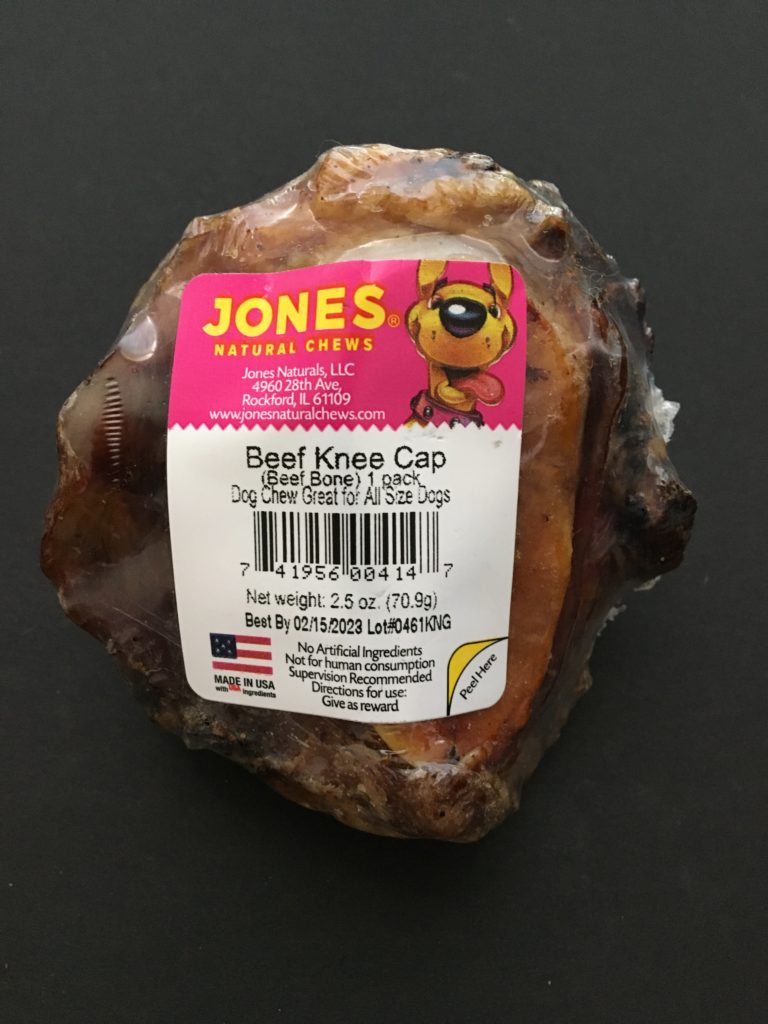 JONES®
NATURAL CHEWS
Jones Naturals, LLC
4960 28th Ave,
Rockford, IL 61109
www.jonesnaturalchews.com
Beef Knee Cap
(Beef Bone) 1 pack
Dog Chew Great for All Size Dogs
7 41956 00414 7
Net weight: 2.5 oz. (70.9g)
Best By 02/15/2023 Lot#0461KNG
No Artificial Ingredients
Not for human consumption
Supervision Recommended
Directions for use:
Give as reward
MADE IN USA
with USA ingredients
Peel Here